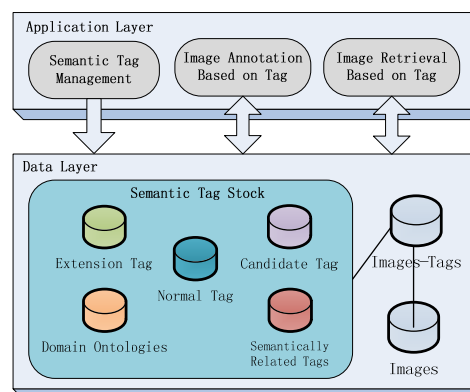 Application Layer
Semantic Tag
Management
Image Annotation
Based on Tag
Image Retrieval
Based on Tag
Data Layer
Semantic Tag Stock
Extension Tag
Candidate Tag
Normal Tag
Domain Ontologies
Semantically
Related Tags
Images-Tags
Images